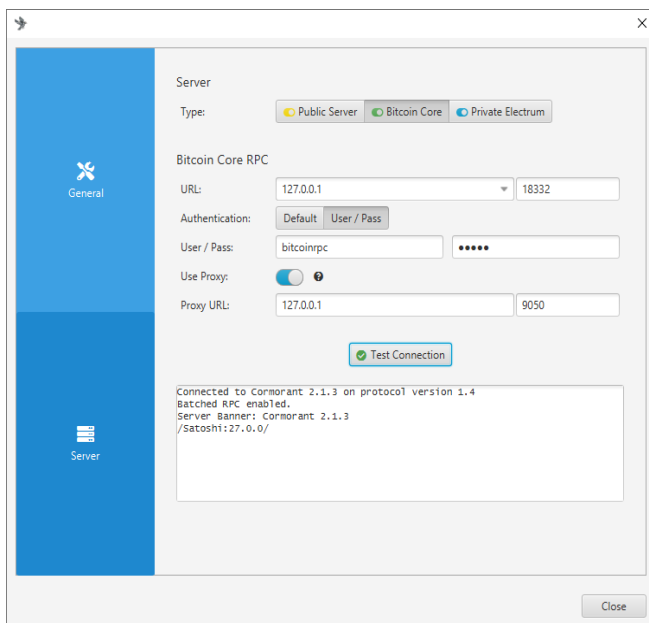 General
Server
Server
Type: Public Server Bitcoin Core Private Electrum
Bitcoin Core RPC
URL: 127.0.0.1 18332
Authentication: Default User / Pass
User / Pass: bitcoinrpc •••••
Use Proxy:
Proxy URL: 127.0.0.1 9050
Test Connection
Connected to Cormorant 2.1.3 on protocol version 1.4
Batched RPC enabled.
Server Banner: Cormorant 2.1.3
/Satoshi:27.0.0/
Close